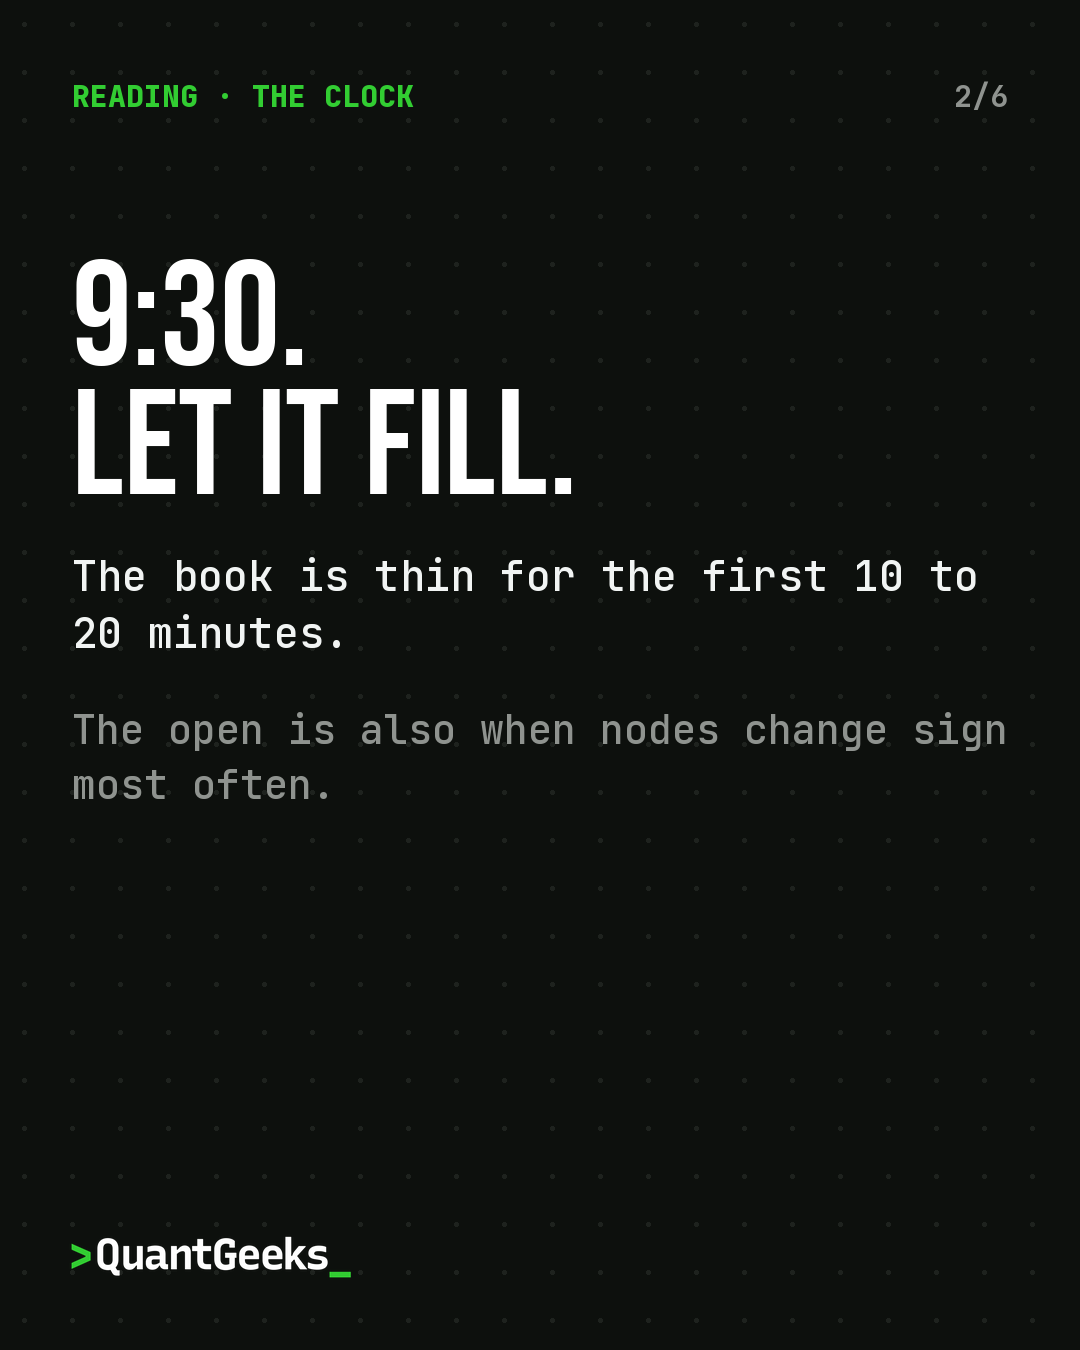 READING · THE CLOCK
2/6
9:30.
LET IT FILL.
The book is thin for the first 10 to
20 minutes.
The open is also when nodes change sign
most often.
>QuantGeeks_